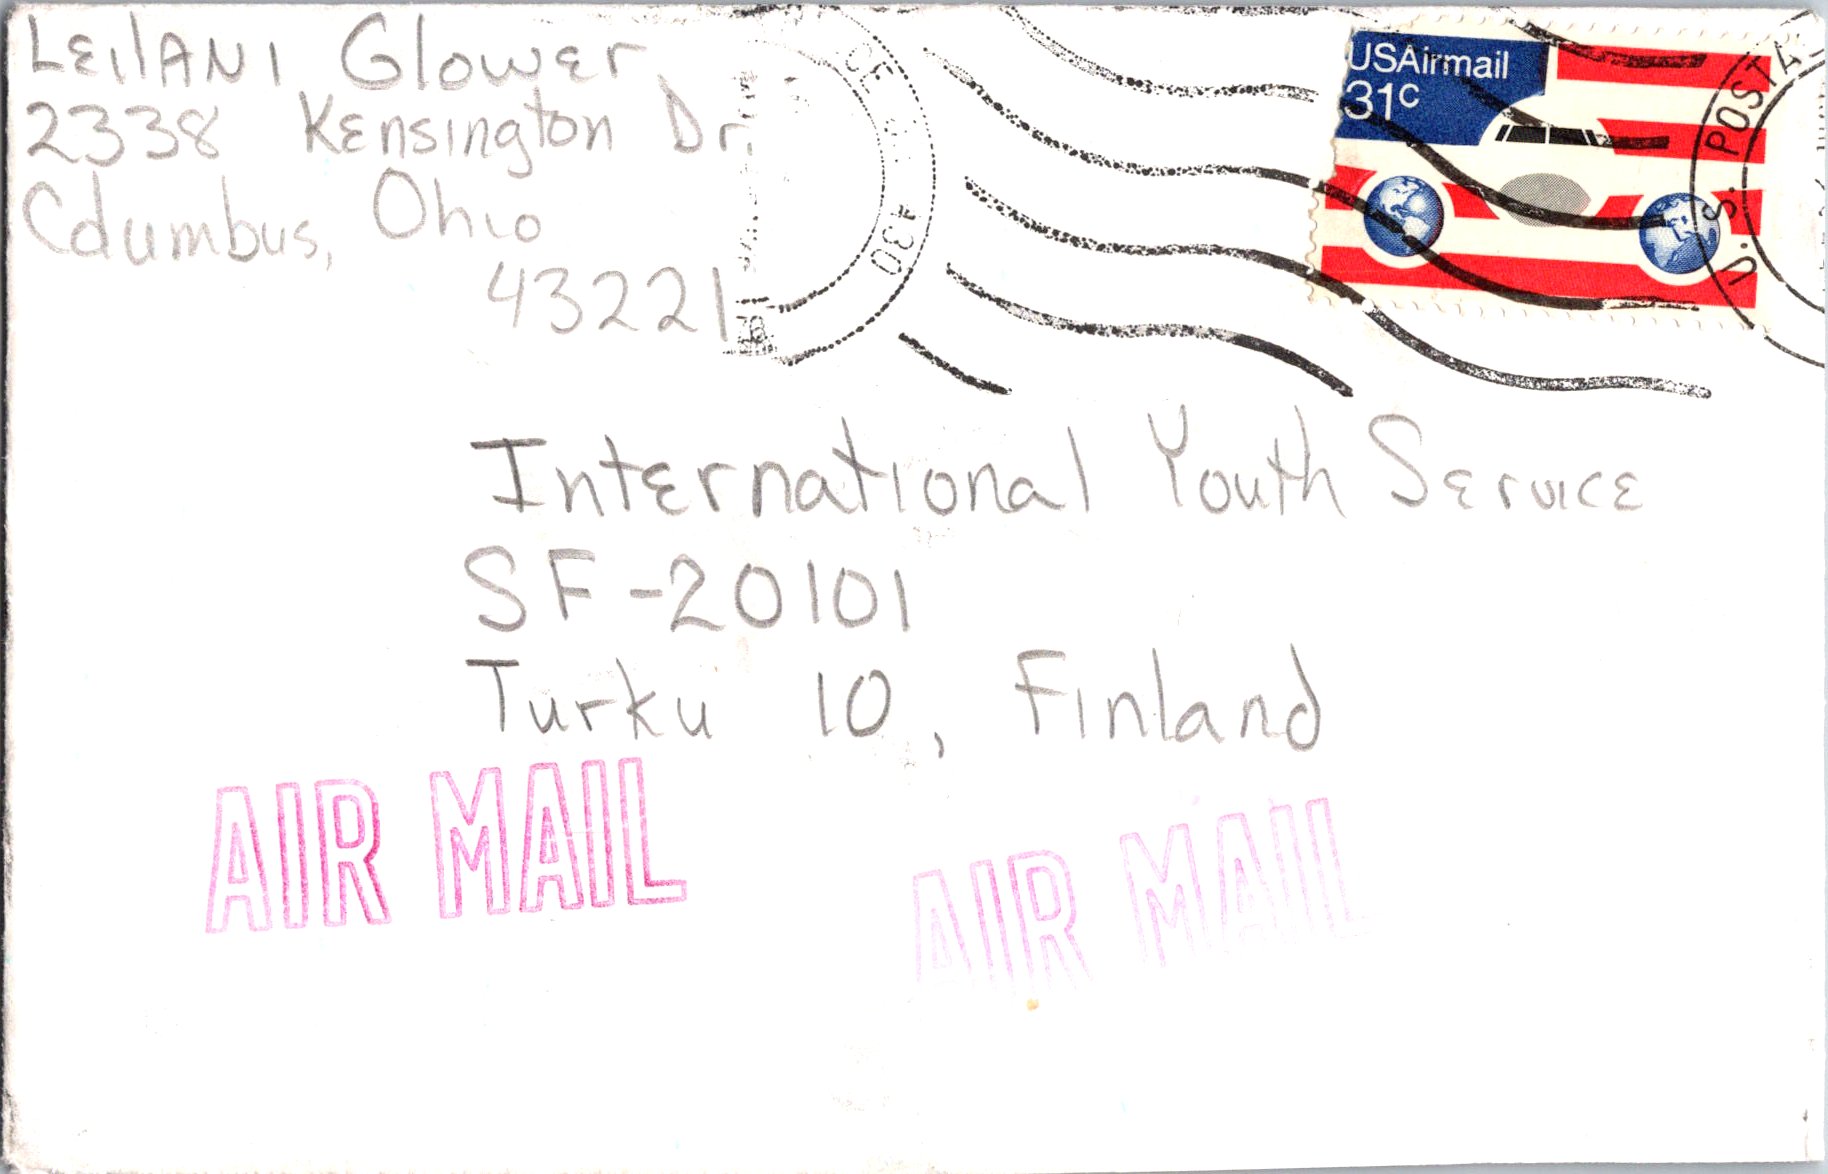 LEilANI Glower
2338 Kensington Dr.
Columbus, Ohio
43221
USAirmail
31c
U.S. POSTA
430
International Youth Service
SF-20101
Turku 10, Finland
AIR MAIL
AIR MAIL